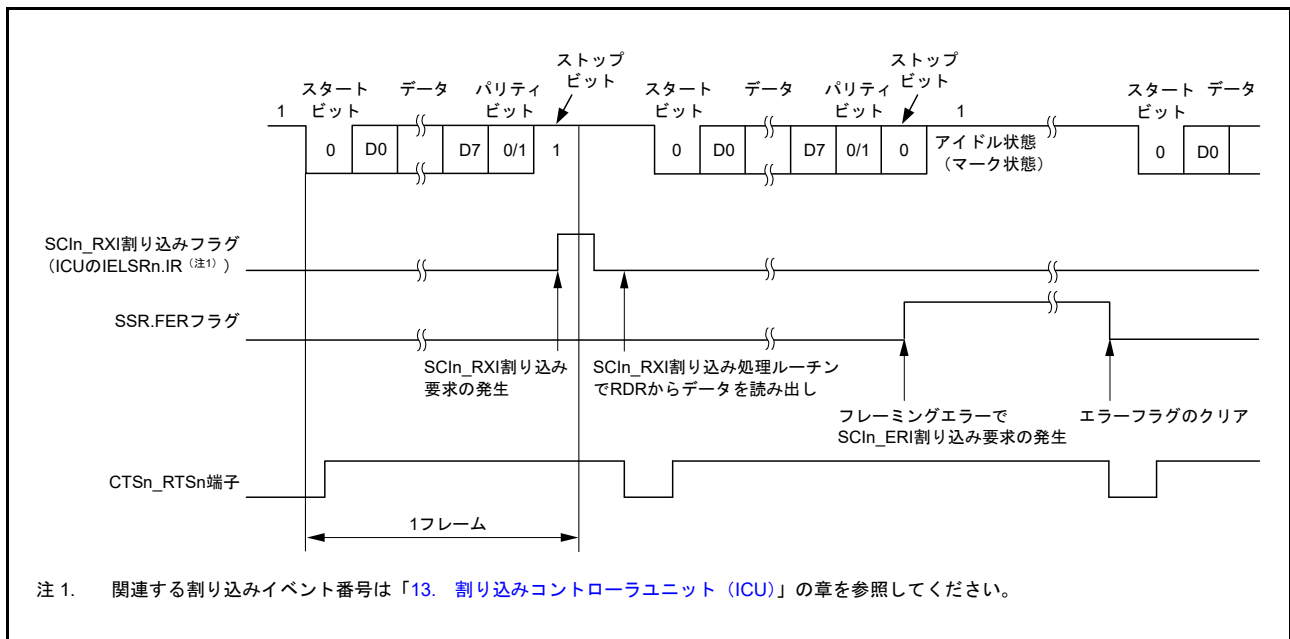 ストップ
ビット
ストップ
ビット
スタート
ビット
データ
パリティ
ビット
スタート
ビット
データ
パリティ
ビット
スタート
ビット
データ
1
1
0 D0 D7 0/1 1 0 D0 D7 0/1 0
アイドル状態
（マーク状態）
0 D0
SCIn_RXI割り込みフラグ
（ICUのIELSRn.IR（注1））
SSR.FERフラグ
SCIn_RXI割り込み
要求の発生
SCIn_RXI割り込み処理ルーチン
でRDRからデータを読み出し
フレーミングエラーで
SCIn_ERI割り込み要求の発生
エラーフラグのクリア
CTSn_RTSn端子
1フレーム
注 1. 関連する割り込みイベント番号は「13. 割り込みコントローラユニット（ICU）」の章を参照してください。